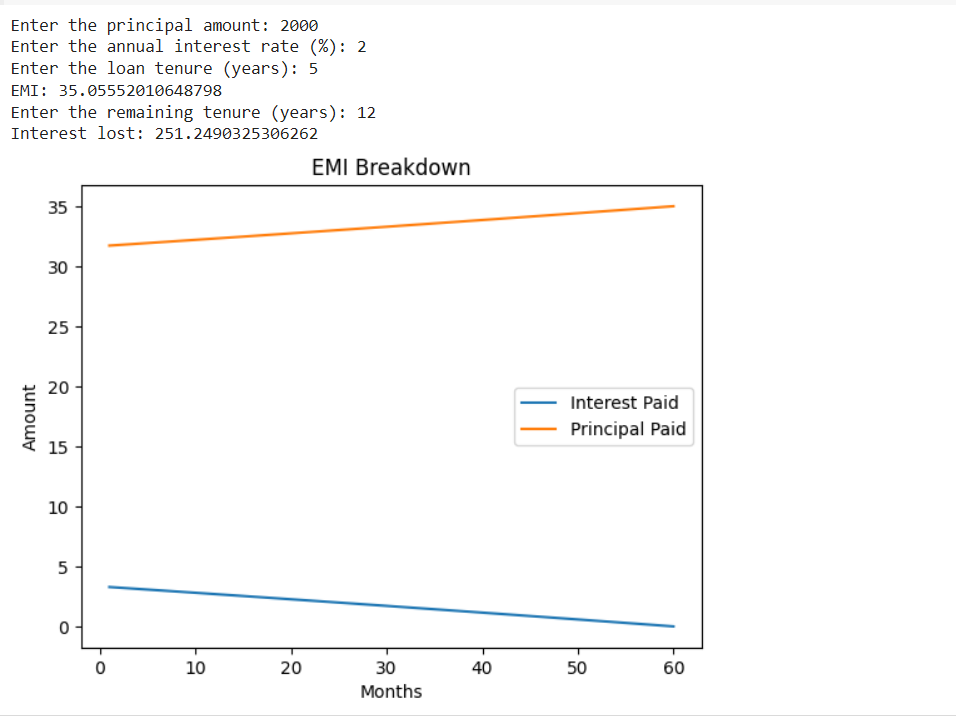 Enter the principal amount: 2000
Enter the annual interest rate (%): 2
Enter the loan tenure (years): 5
EMI: 35.05552010648798
Enter the remaining tenure (years): 12
Interest lost: 251.2490325306262
EMI Breakdown
35
30
25
20
15
10
5
0
Amount
Interest Paid
Principal Paid
0 10 20 30 40 50 60
Months